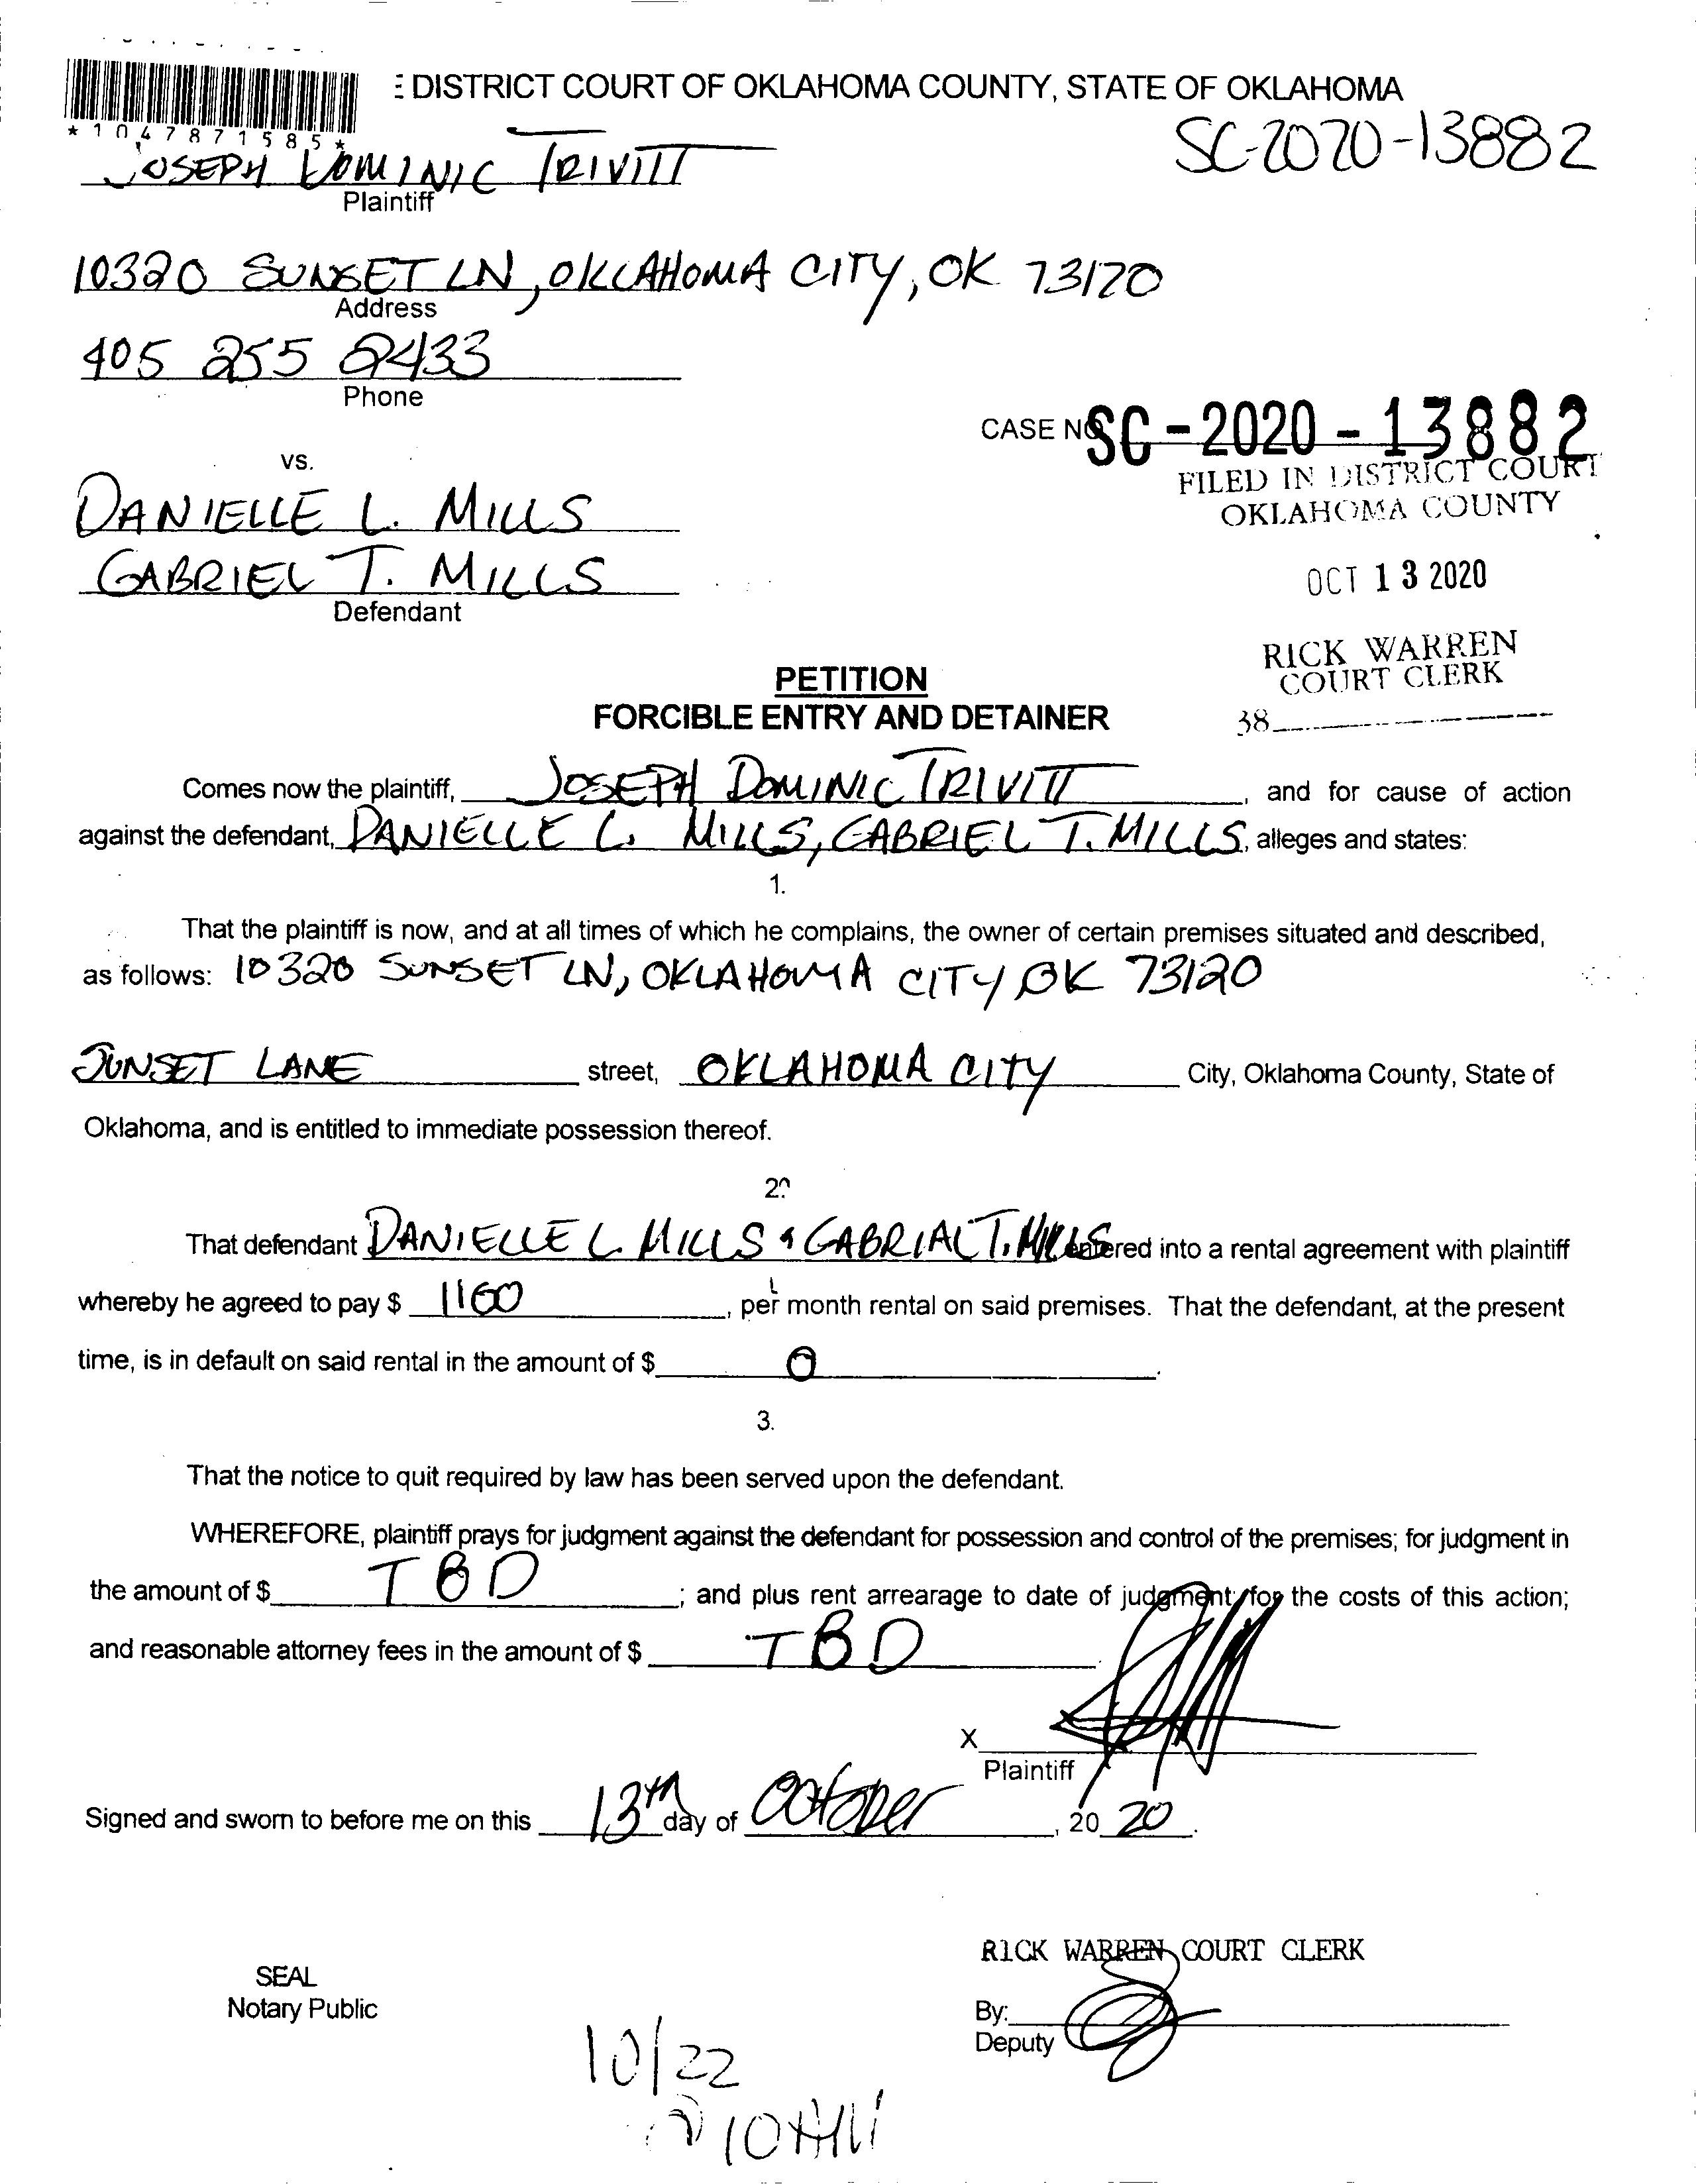 DISTRICT COURT OF OKLAHOMA COUNTY, STATE OF OKLAHOMA
*1047871585*
SC-2020-13882
JOSEPH DOMINIC TRIVITT
Plaintiff
10320 SUNSET LN, OKLAHOMA CITY, OK 73120
Address
405 255 2433
Phone
CASE NO SC-2020-13882
vs.
FILED IN DISTRICT COURT
OKLAHOMA COUNTY
DANIELLE L. MILLS
GABRIEL T. MILLS
Defendant
OCT 13 2020
RICK WARREN
COURT CLERK
38
PETITION
FORCIBLE ENTRY AND DETAINER
Comes now the plaintiff, JOSEPH DOMINIC TRIVITT, and for cause of action
against the defendant, DANIELLE L. MILLS, GABRIEL T. MILLS, alleges and states:
1.
That the plaintiff is now, and at all times of which he complains, the owner of certain premises situated and described,
as follows: 10320 SUNSET LN, OKLAHOMA CITY OK 73120
SUNSET LANE street, OKLAHOMA CITY City, Oklahoma County, State of
Oklahoma, and is entitled to immediate possession thereof.
2.
That defendant DANIELLE L. MILLS & GABRIAL T. MILLS entered into a rental agreement with plaintiff
whereby he agreed to pay $ 1160, per month rental on said premises. That the defendant, at the present
time, is in default on said rental in the amount of $ 0.
3.
That the notice to quit required by law has been served upon the defendant.
WHEREFORE, plaintiff prays for judgment against the defendant for possession and control of the premises; for judgment in
the amount of $ TBD; and plus rent arrearage to date of judgment; for the costs of this action;
and reasonable attorney fees in the amount of $ TBD.
X
Plaintiff
Signed and sworn to before me on this 13th day of October, 2020.
RICK WARREN COURT CLERK
SEAL
Notary Public
By:
Deputy
10/22